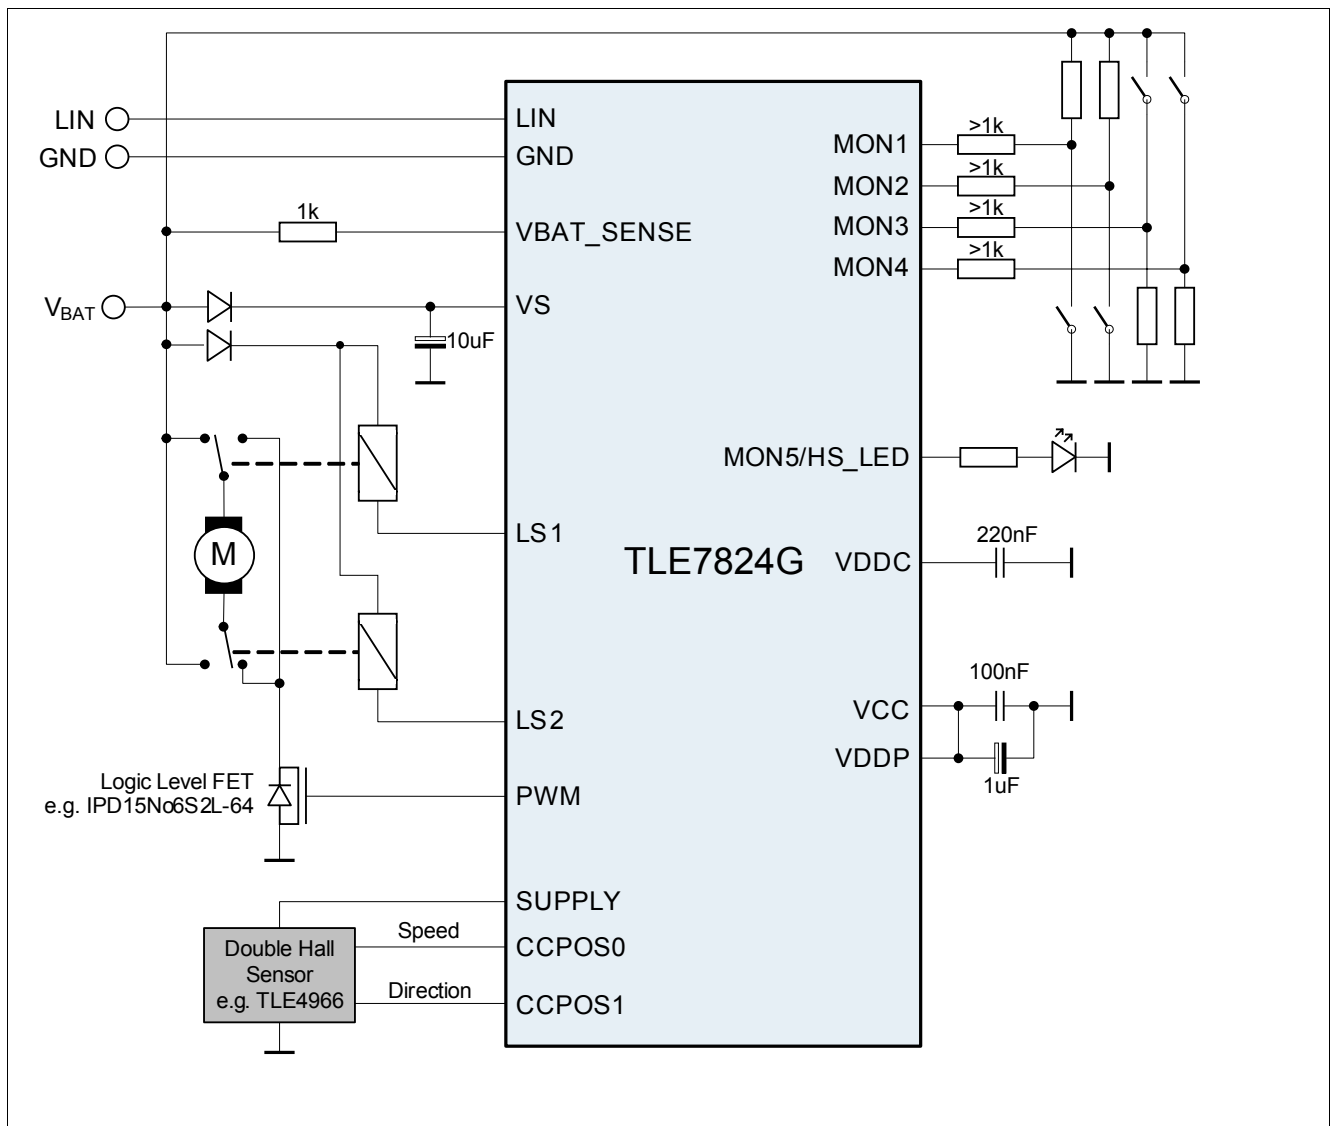 LIN
GND
1k
V_BAT
10uF
M
Logic Level FET
e.g. IPD15No6S2L-64
Double Hall
Sensor
e.g. TLE4966
Speed
Direction
LIN
GND
VBAT_SENSE
VS
LS1
LS2
PWM
SUPPLY
CCPOS0
CCPOS1
TLE7824G
MON1
MON2
MON3
MON4
MON5/HS_LED
VDDC
VCC
VDDP
>1k
>1k
>1k
>1k
220nF
100nF
1uF